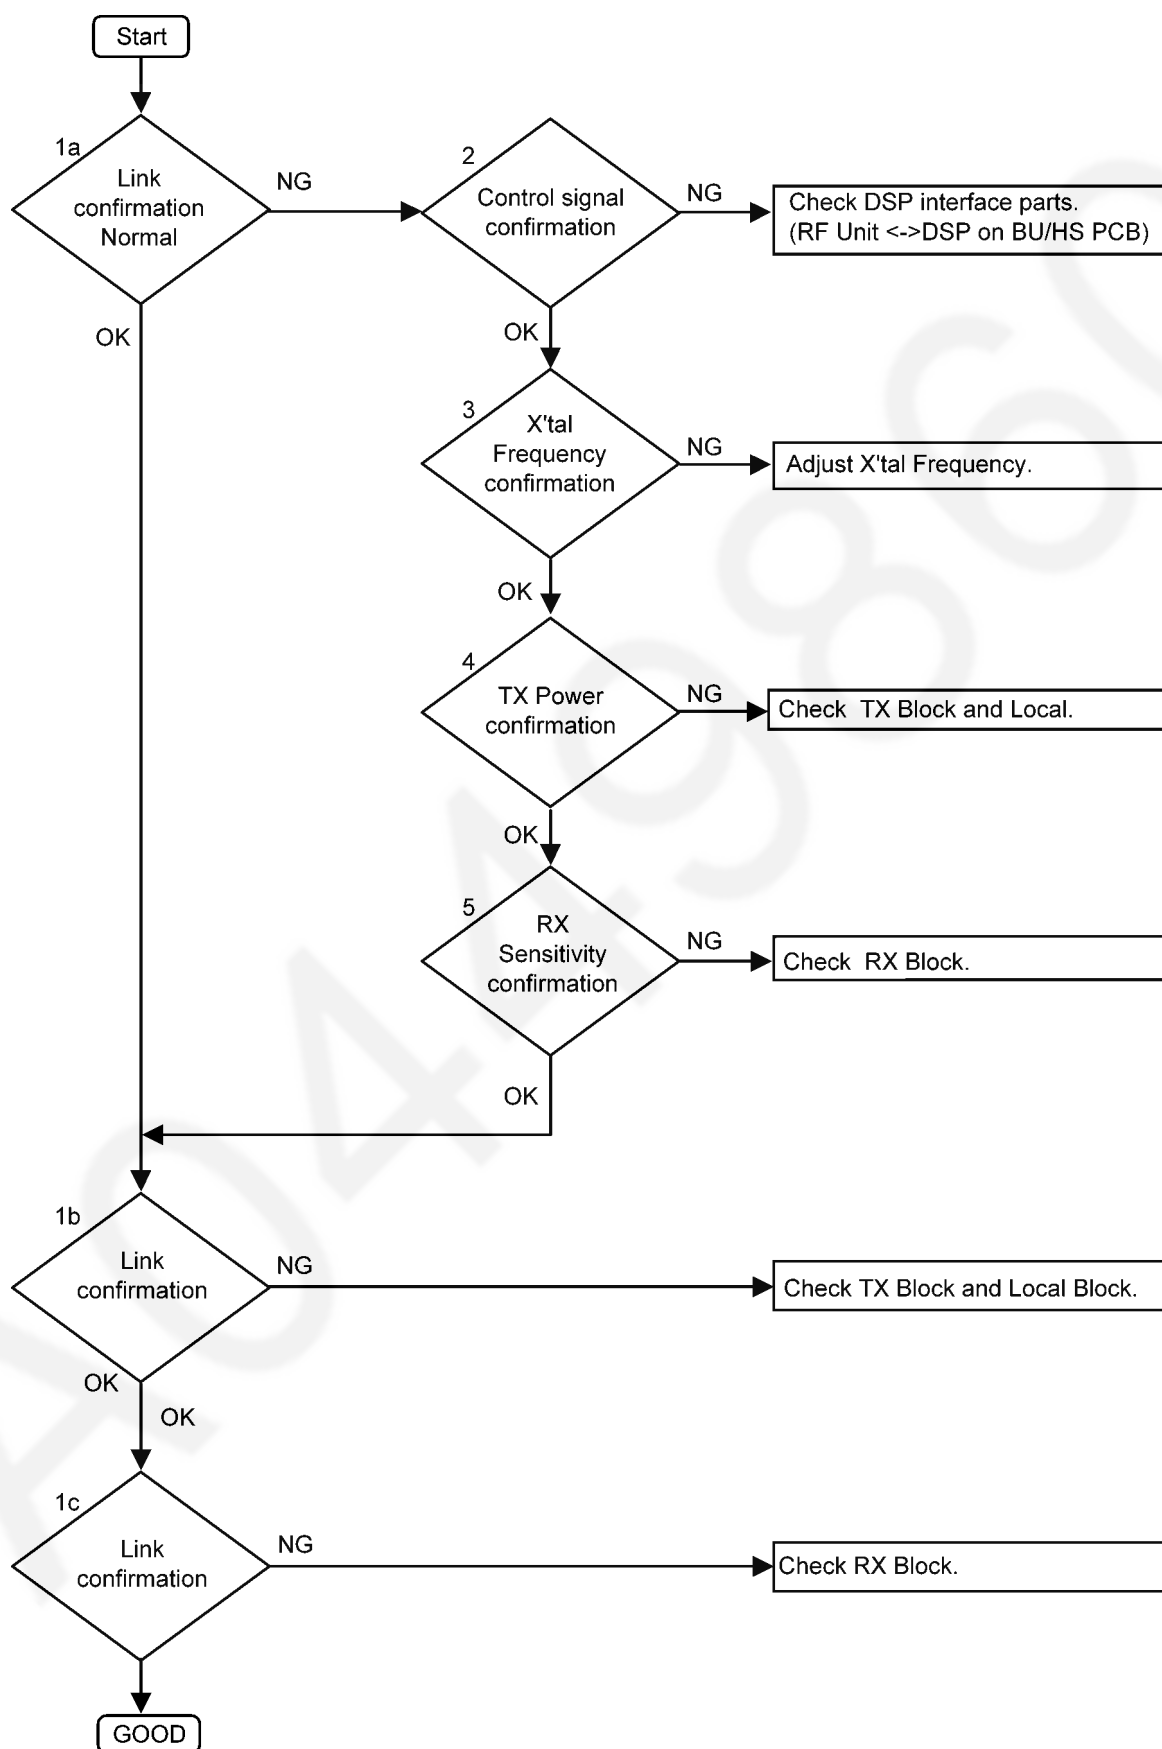 Start
1a
Link
confirmation
Normal
NG
OK
2
Control signal
confirmation
NG
Check DSP interface parts.
(RF Unit <->DSP on BU/HS PCB)
OK
3
X'tal
Frequency
confirmation
NG
Adjust X'tal Frequency.
OK
4
TX Power
confirmation
NG
Check TX Block and Local.
OK
5
RX
Sensitivity
confirmation
NG
Check RX Block.
OK
1b
Link
confirmation
NG
Check TX Block and Local Block.
OK
OK
1c
Link
confirmation
NG
Check RX Block.
GOOD
A044986